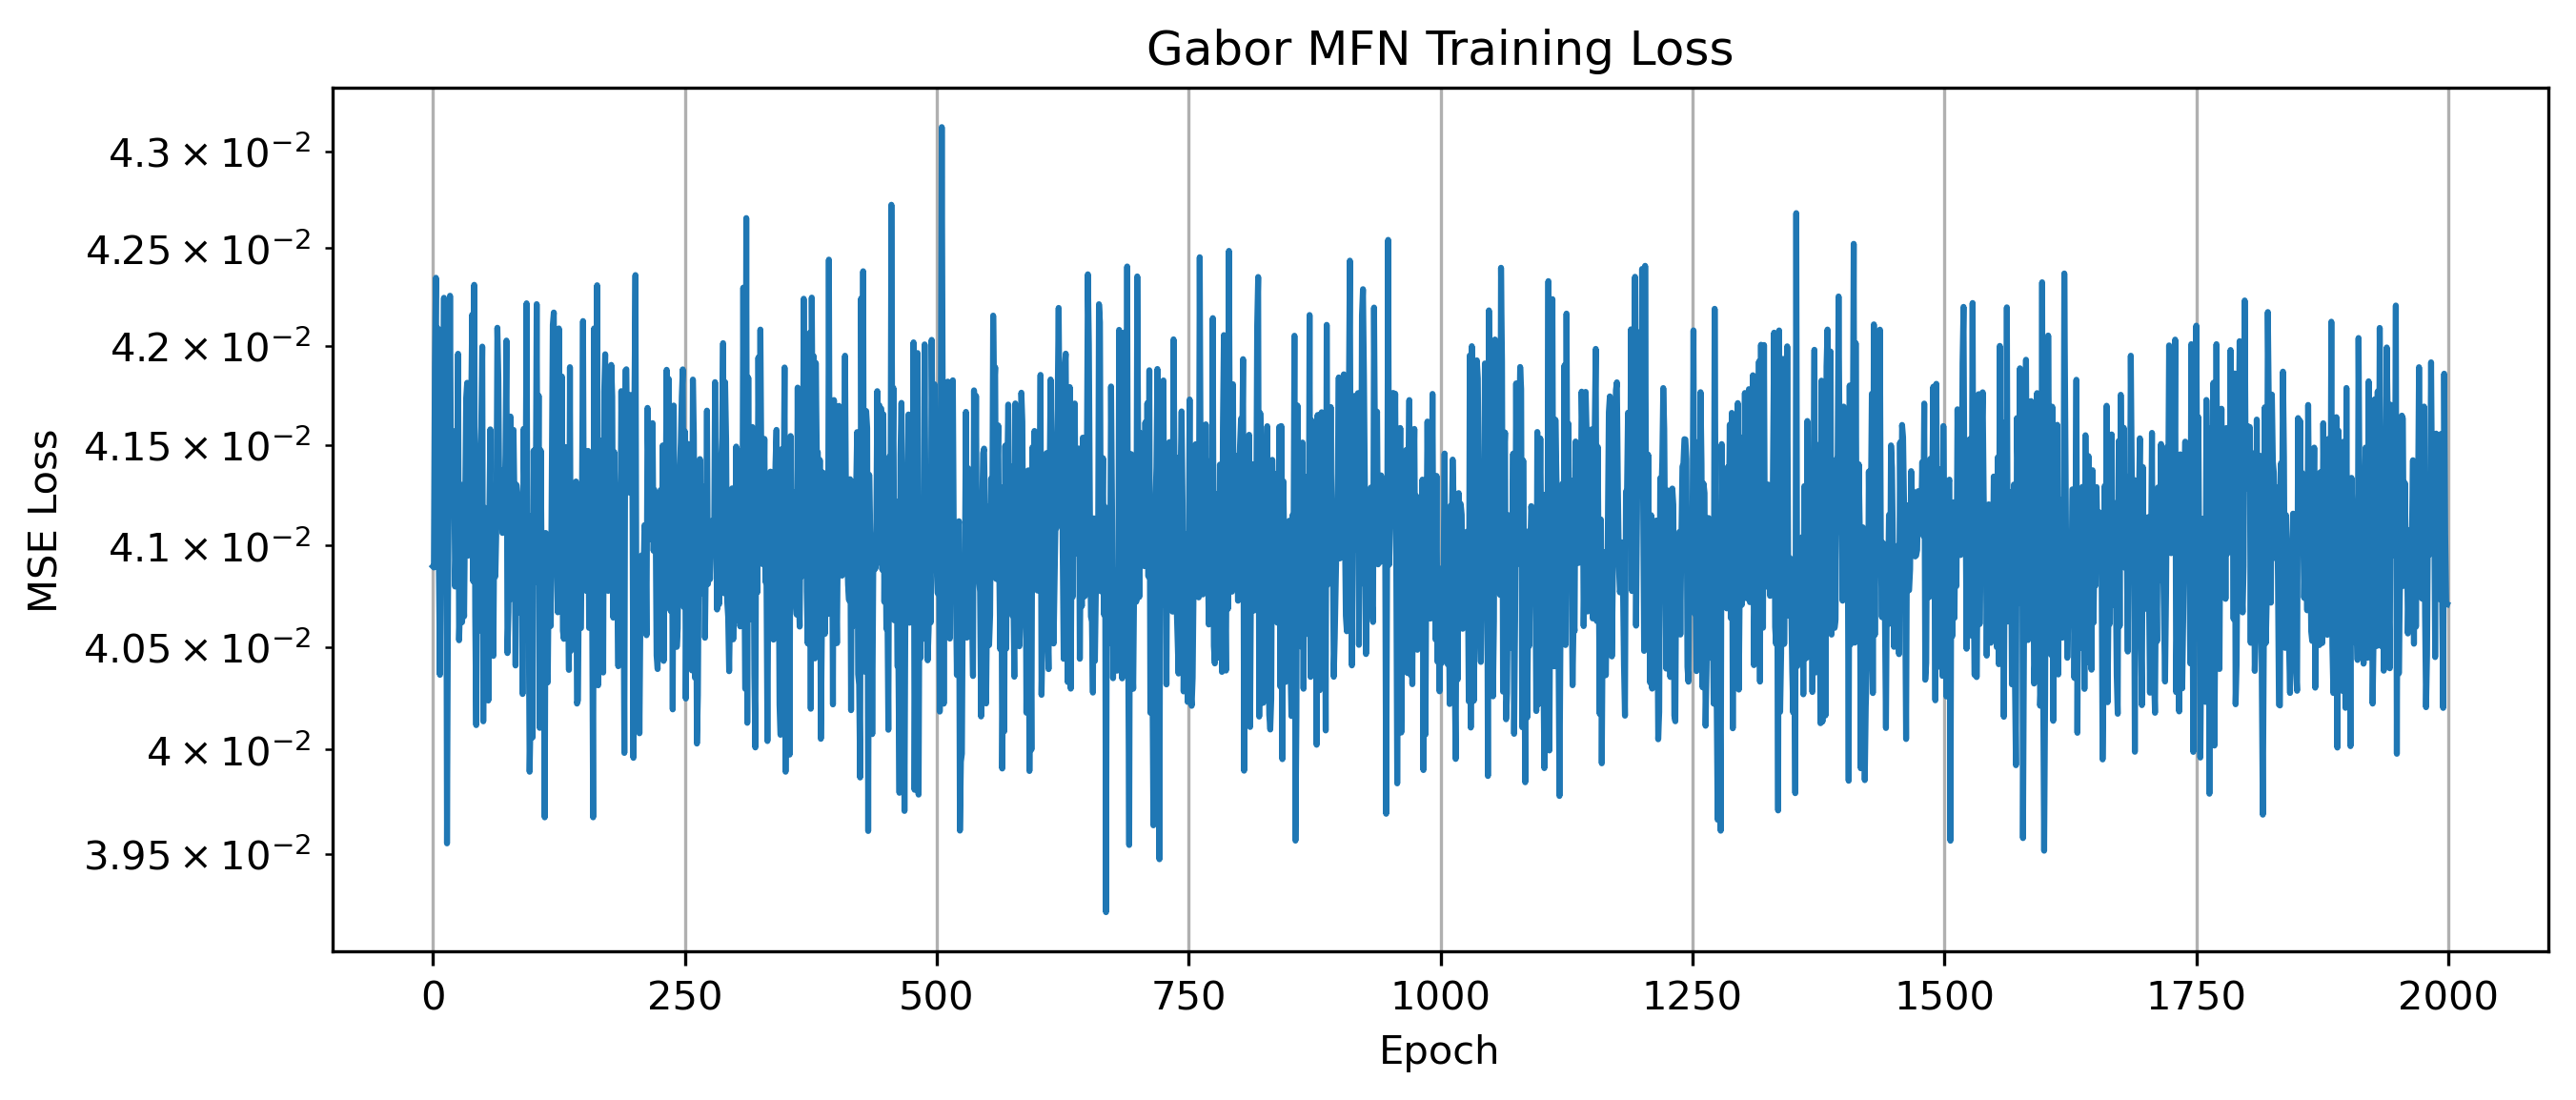 Gabor MFN Training Loss
MSE Loss
4.3 × 10⁻²
4.25 × 10⁻²
4.2 × 10⁻²
4.15 × 10⁻²
4.1 × 10⁻²
4.05 × 10⁻²
4 × 10⁻²
3.95 × 10⁻²
0 250 500 750 1000 1250 1500 1750 2000
Epoch